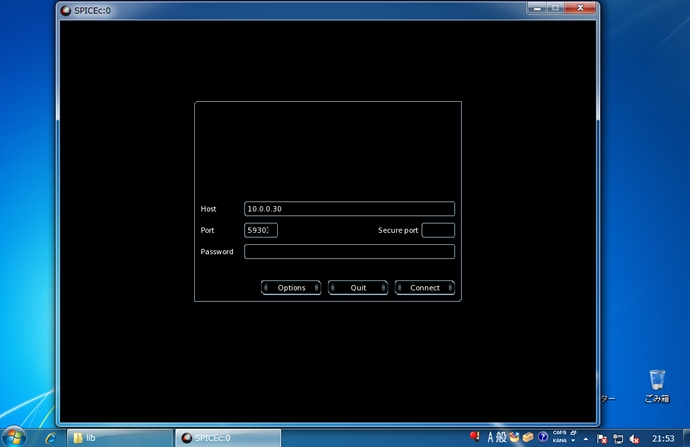 SPICEc:0
Host 10.0.0.30
Port 5930 Secure port
Password
Options Quit Connect
ター ごみ箱
lib SPICEc:0 A 般 CAPS KANA 21:53